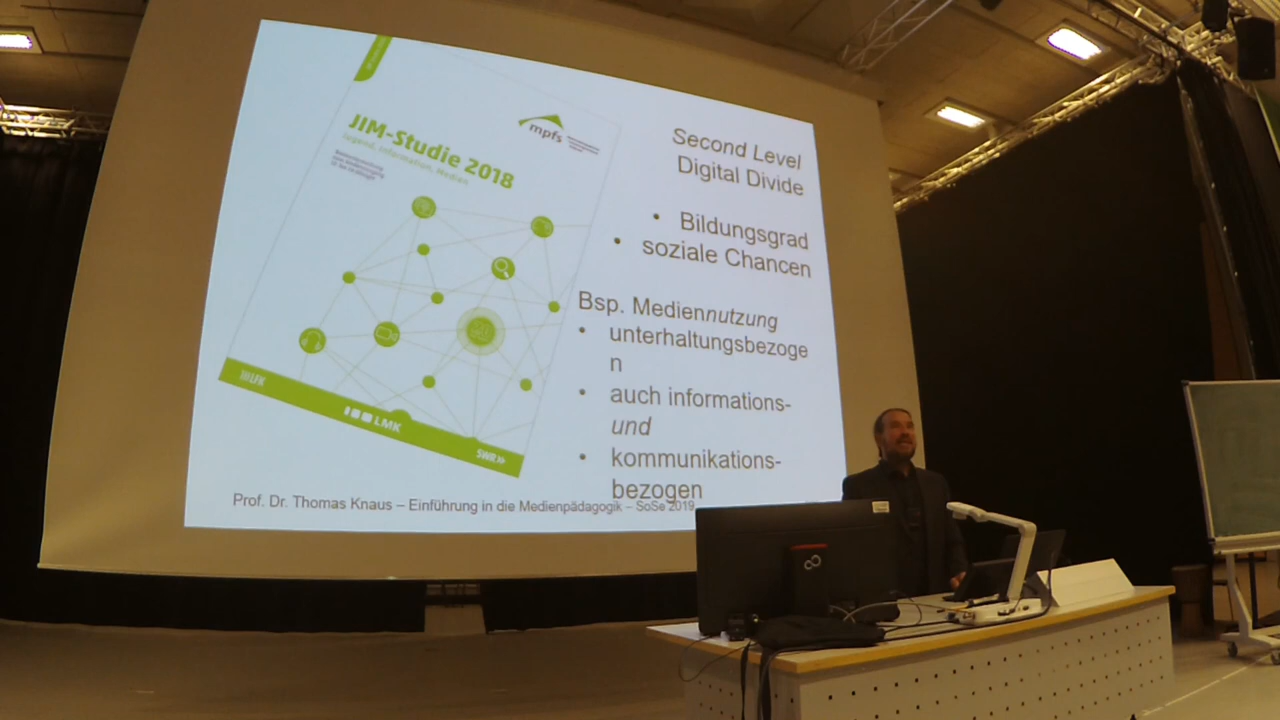 JIM-Studie 2018
Jugend, Information, Medien
mpfs
LFK
LMK
SWR
Second Level
Digital Divide
• Bildungsgrad
• soziale Chancen
Bsp. Mediennutzung
• unterhaltungsbezoge
n
• auch informations-
und
• kommunikations-
bezogen
Prof. Dr. Thomas Knaus – Einführung in die Medienpädagogik – SoSe 2019